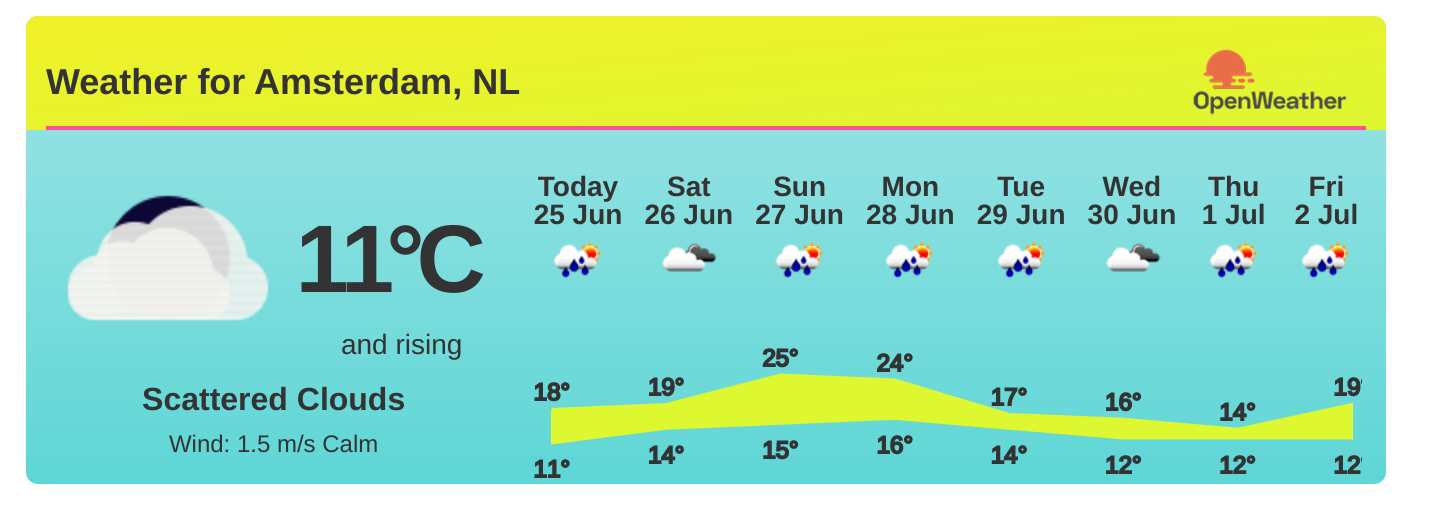 Weather for Amsterdam, NL
OpenWeather
11°C
and rising
Scattered Clouds
Wind: 1.5 m/s Calm
Today Sat Sun Mon Tue Wed Thu Fri
25 Jun 26 Jun 27 Jun 28 Jun 29 Jun 30 Jun 1 Jul 2 Jul
18° 19° 25° 24° 17° 16° 14° 19°
11° 14° 15° 16° 14° 12° 12° 12°